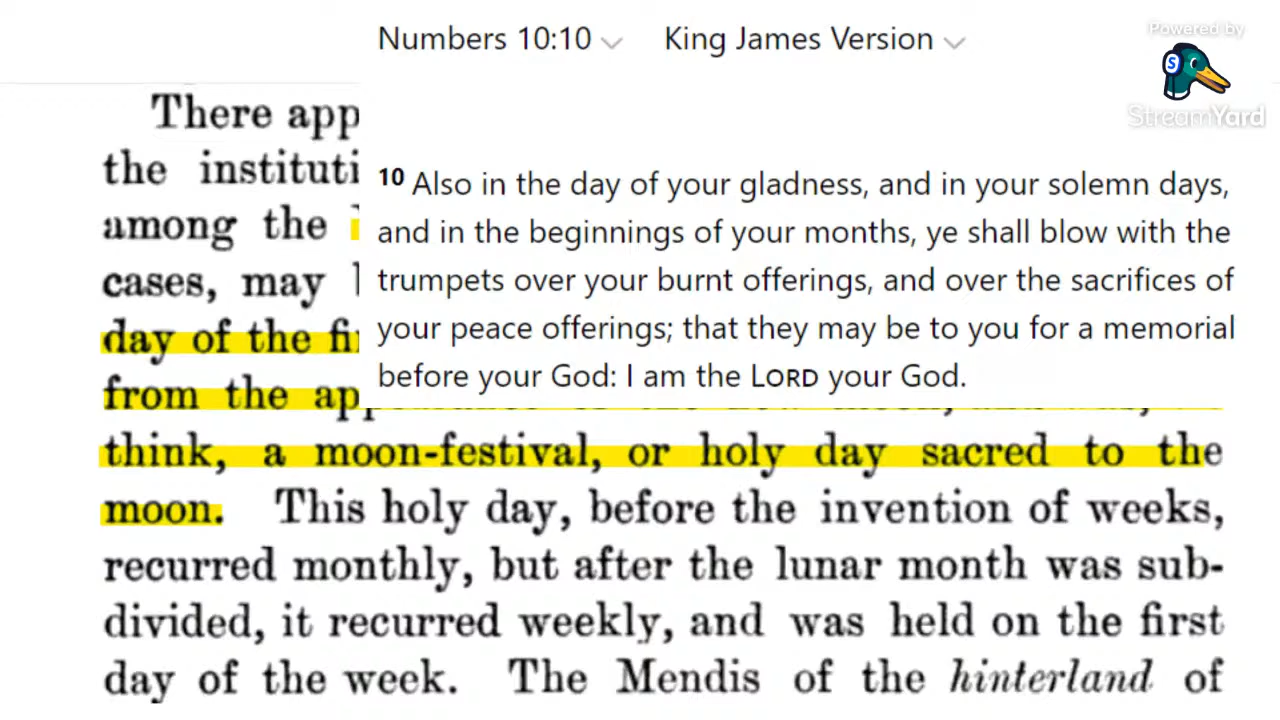 Numbers 10:10 King James Version
Powered by
StreamYard
There app
the instituti
among the
cases, may
day of the fi
from the app
10 Also in the day of your gladness, and in your solemn days,
and in the beginnings of your months, ye shall blow with the
trumpets over your burnt offerings, and over the sacrifices of
your peace offerings; that they may be to you for a memorial
before your God: I am the LORD your God.
think, a moon-festival, or holy day sacred to the
moon. This holy day, before the invention of weeks,
recurred monthly, but after the lunar month was sub-
divided, it recurred weekly, and was held on the first
day of the week. The Mendis of the hinterland of